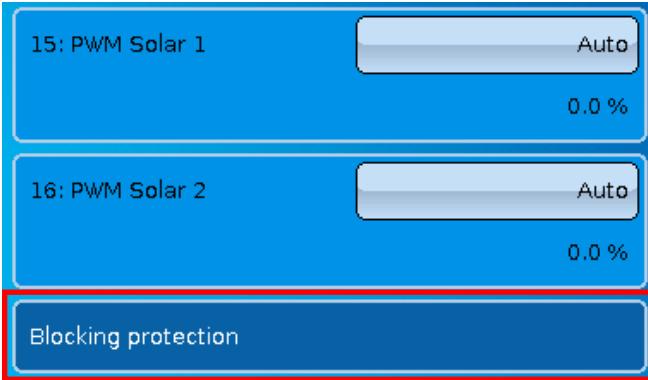 15: PWM Solar 1
Auto
0.0 %
16: PWM Solar 2
Auto
0.0 %
Blocking protection